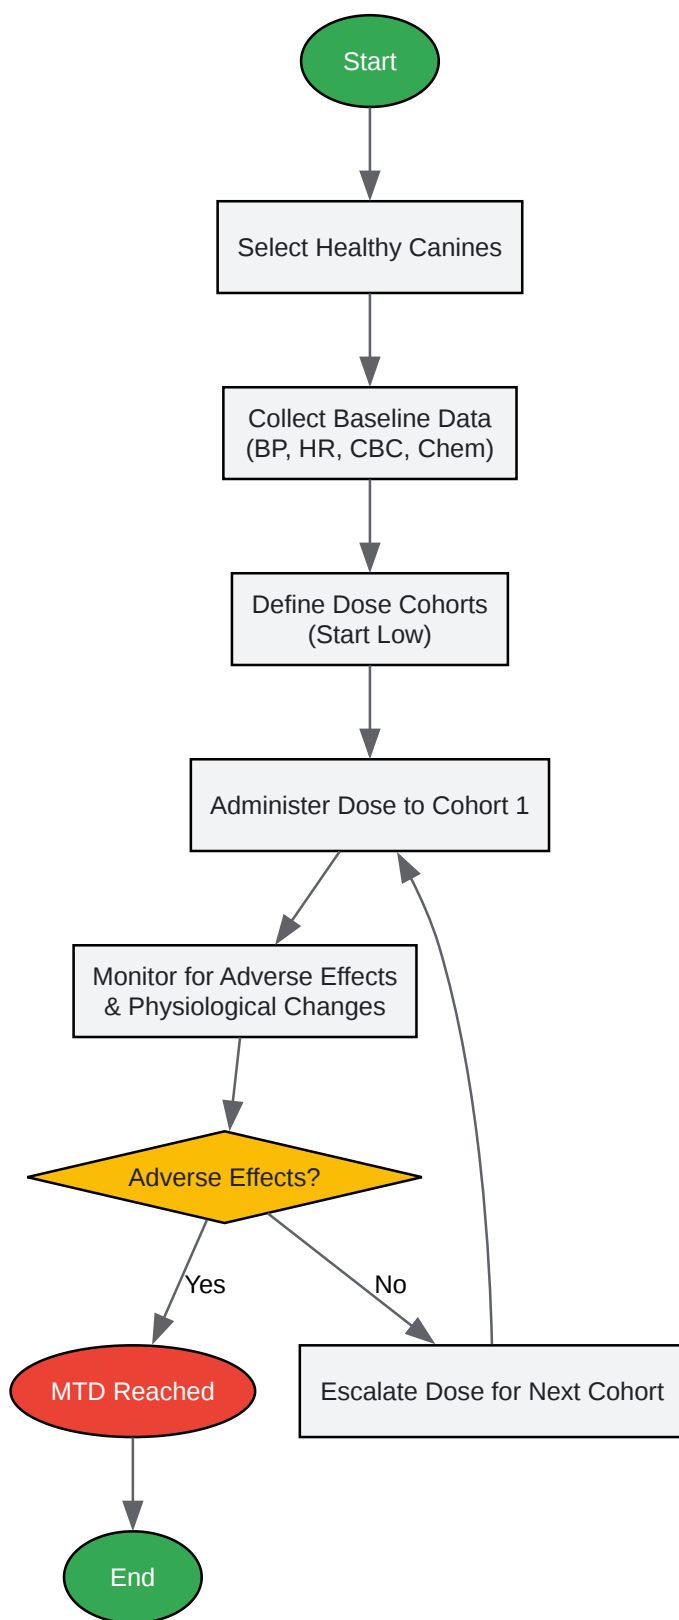 Start
Select Healthy Canines
Collect Baseline Data
(BP, HR, CBC, Chem)
Define Dose Cohorts
(Start Low)
Administer Dose to Cohort 1
Monitor for Adverse Effects
& Physiological Changes
Adverse Effects?
Yes
No
MTD Reached
Escalate Dose for Next Cohort
End